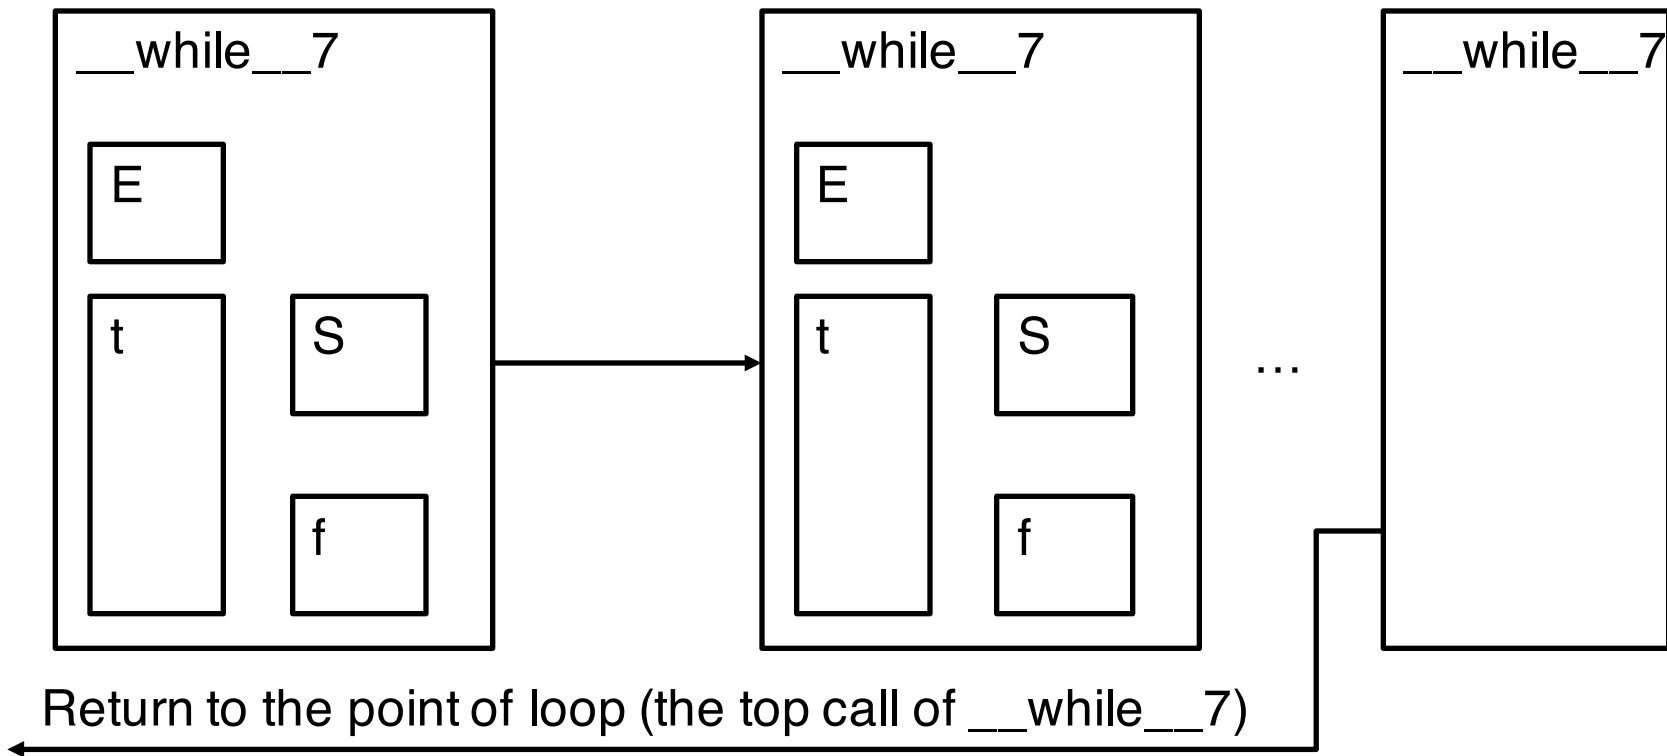 __while__7
__while__7
__while__7
E
E
t
S
t
S
...
f
f
Return to the point of loop (the top call of __while__7)